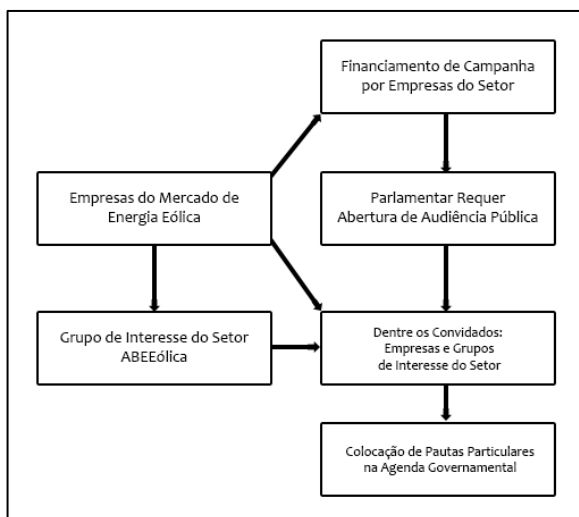 Financiamento de Campanha
por Empresas do Setor
Empresas do Mercado de
Energia Eólica
Parlamentar Requer
Abertura de Audiência Pública
Grupo de Interesse do Setor
ABEEólica
Dentre os Convidados:
Empresas e Grupos
de Interesse do Setor
Colocação de Pautas Particulares
na Agenda Governamental